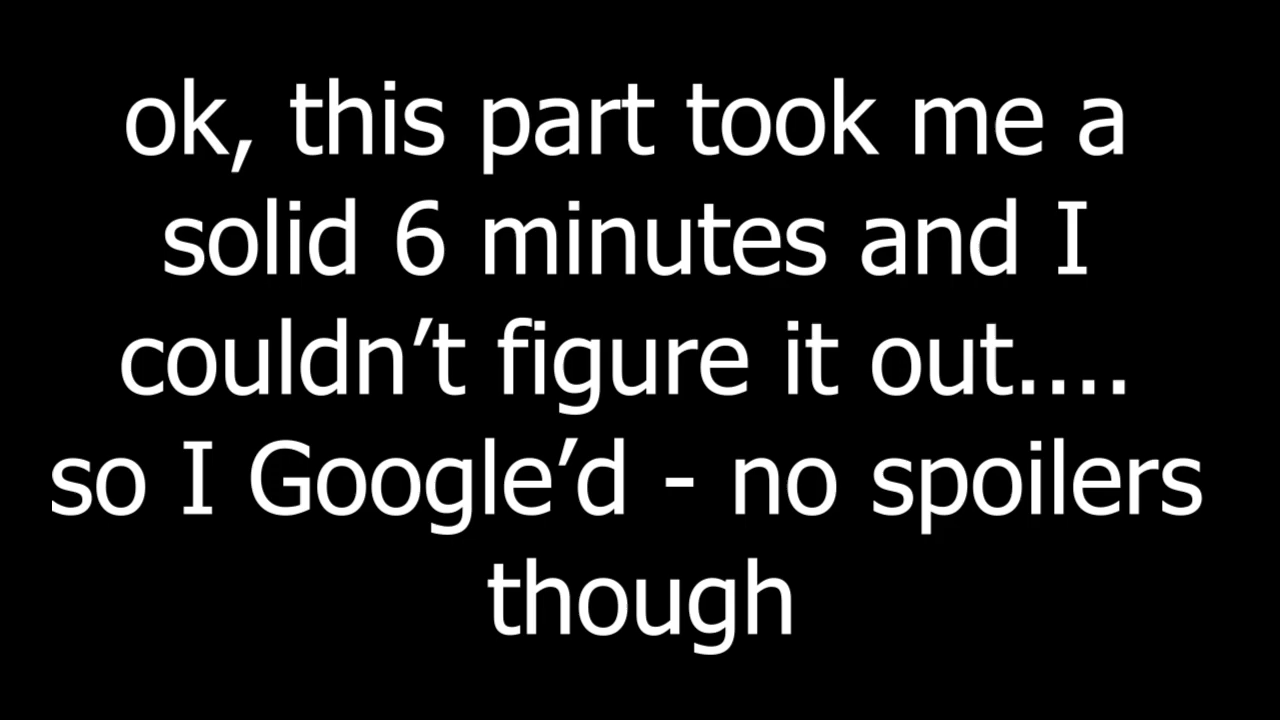 ok, this part took me a
solid 6 minutes and I
couldn’t figure it out....
so I Google’d - no spoilers
though